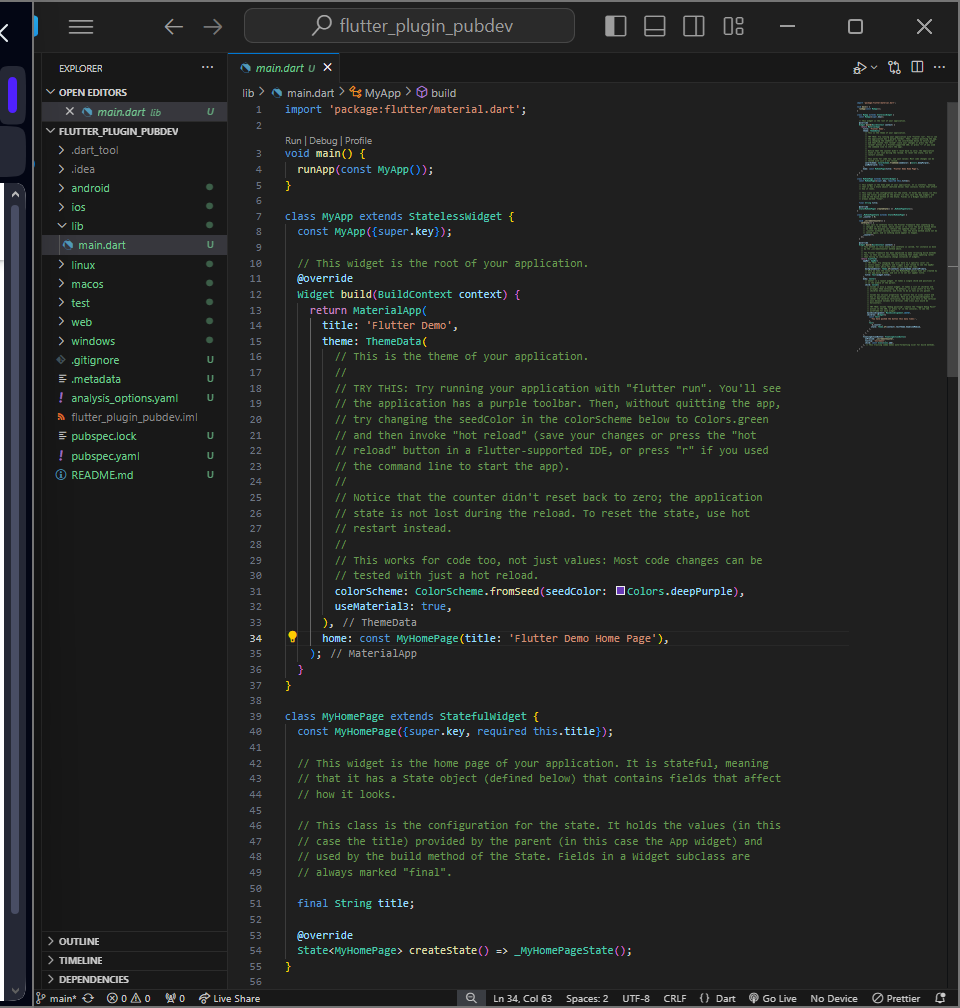 flutter_plugin_pubdev
EXPLORER
OPEN EDITORS
main.dart lib U
FLUTTER_PLUGIN_PUBDEV
.dart_tool
.idea
android
ios
lib
main.dart U
linux
macos
test
web
windows
.gitignore U
.metadata U
analysis_options.yaml U
flutter_plugin_pubdev.iml
pubspec.lock U
pubspec.yaml U
README.md U
OUTLINE
TIMELINE
DEPENDENCIES
main.dart U
lib > main.dart > MyApp > build
1 import 'package:flutter/material.dart';
2
Run | Debug | Profile
3 void main() {
4 runApp(const MyApp());
5 }
6
7 class MyApp extends StatelessWidget {
8 const MyApp({super.key});
9
10 // This widget is the root of your application.
11 @override
12 Widget build(BuildContext context) {
13 return MaterialApp(
14 title: 'Flutter Demo',
15 theme: ThemeData(
16 // This is the theme of your application.
17 //
18 // TRY THIS: Try running your application with "flutter run". You'll see
19 // the application has a purple toolbar. Then, without quitting the app,
20 // try changing the seedColor in the colorScheme below to Colors.green
21 // and then invoke "hot reload" (save your changes or press the "hot
22 // reload" button in a Flutter-supported IDE, or press "r" if you used
23 // the command line to start the app).
24 //
25 // Notice that the counter didn't reset back to zero; the application
26 // state is not lost during the reload. To reset the state, use hot
27 // restart instead.
28 //
29 // This works for code too, not just values: Most code changes can be
30 // tested with just a hot reload.
31 colorScheme: ColorScheme.fromSeed(seedColor: Colors.deepPurple),
32 useMaterial3: true,
33 ), // ThemeData
34 home: const MyHomePage(title: 'Flutter Demo Home Page'),
35 ); // MaterialApp
36 }
37 }
38
39 class MyHomePage extends StatefulWidget {
40 const MyHomePage({super.key, required this.title});
41
42 // This widget is the home page of your application. It is stateful, meaning
43 // that it has a State object (defined below) that contains fields that affect
44 // how it looks.
45
46 // This class is the configuration for the state. It holds the values (in this
47 // case the title) provided by the parent (in this case the App widget) and
48 // used by the build method of the State. Fields in a Widget subclass are
49 // always marked "final".
50
51 final String title;
52
53 @override
54 State<MyHomePage> createState() => _MyHomePageState();
55 }
56
main* 0 0 0 Live Share Ln 34, Col 63 Spaces: 2 UTF-8 CRLF {} Dart Go Live No Device Prettier